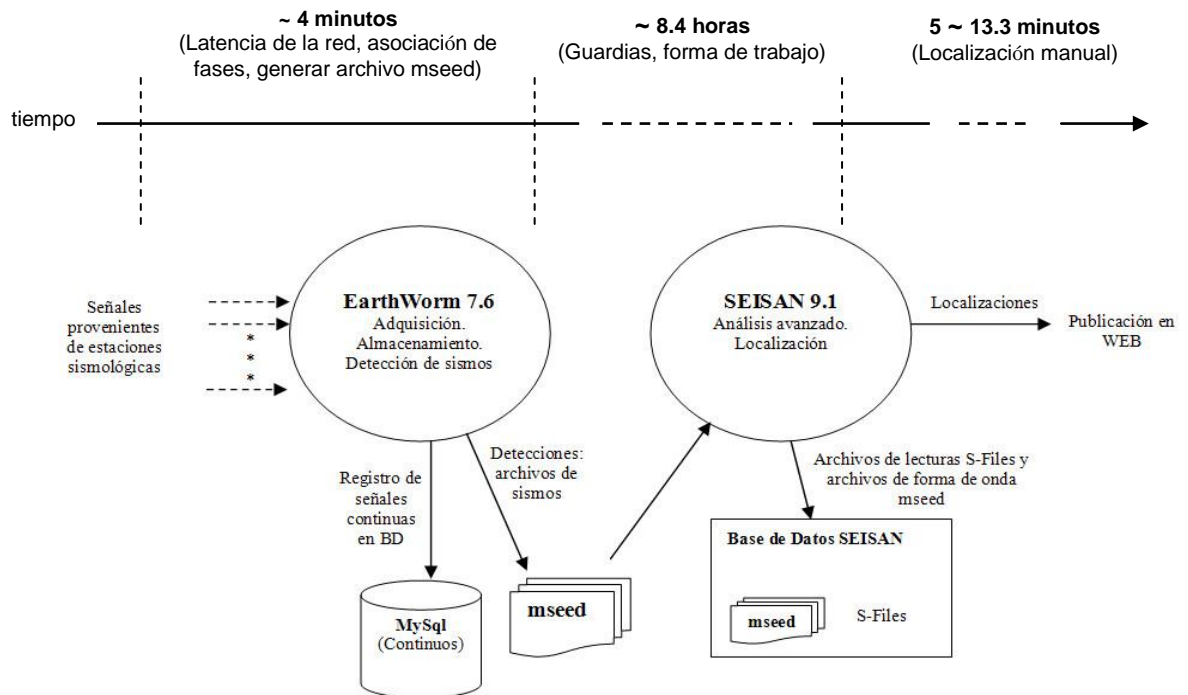 ~ 4 minutos
(Latencia de la red, asociación de
fases, generar archivo mseed)
~ 8.4 horas
(Guardias, forma de trabajo)
5 ~ 13.3 minutos
(Localización manual)
tiempo
Señales
provenientes
de estaciones
sismológicas
*
*
*
EarthWorm 7.6
Adquisición.
Almacenamiento.
Detección de sismos
SEISAN 9.1
Análisis avanzado.
Localización
Localizaciones
Publicación en
WEB
Registro de
señales
continuas
en BD
Detecciones:
archivos de
sismos
Archivos de lecturas S-Files y
archivos de forma de onda
mseed
MySql
(Continuos)
mseed
Base de Datos SEISAN
mseed
S-Files